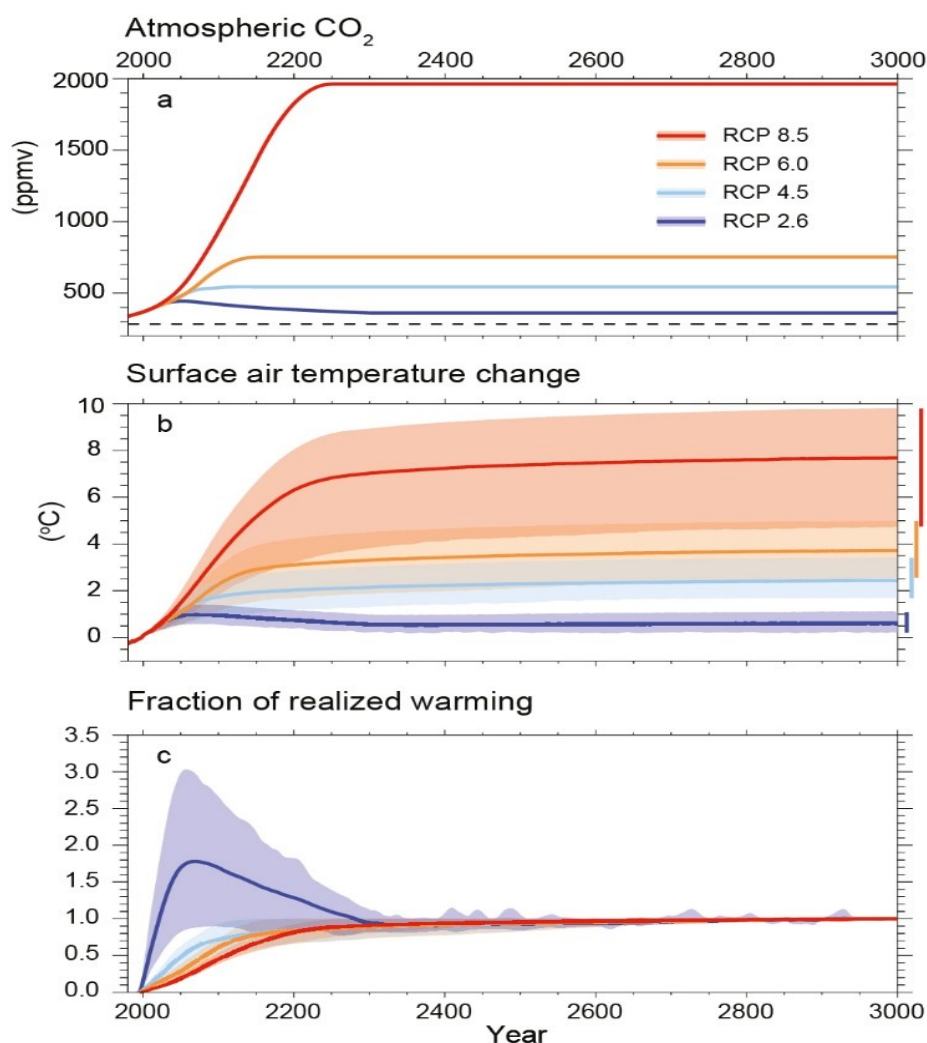 Atmospheric CO₂
2000 2200 2400 2600 2800 3000
2000
1500
1000
500
(ppmv)
a
RCP 8.5
RCP 6.0
RCP 4.5
RCP 2.6
Surface air temperature change
10
8
6
4
2
0
(ºC)
b
Fraction of realized warming
3.5
3.0
2.5
2.0
1.5
1.0
0.5
0.0
c
2000 2200 2400 2600 2800 3000
Year